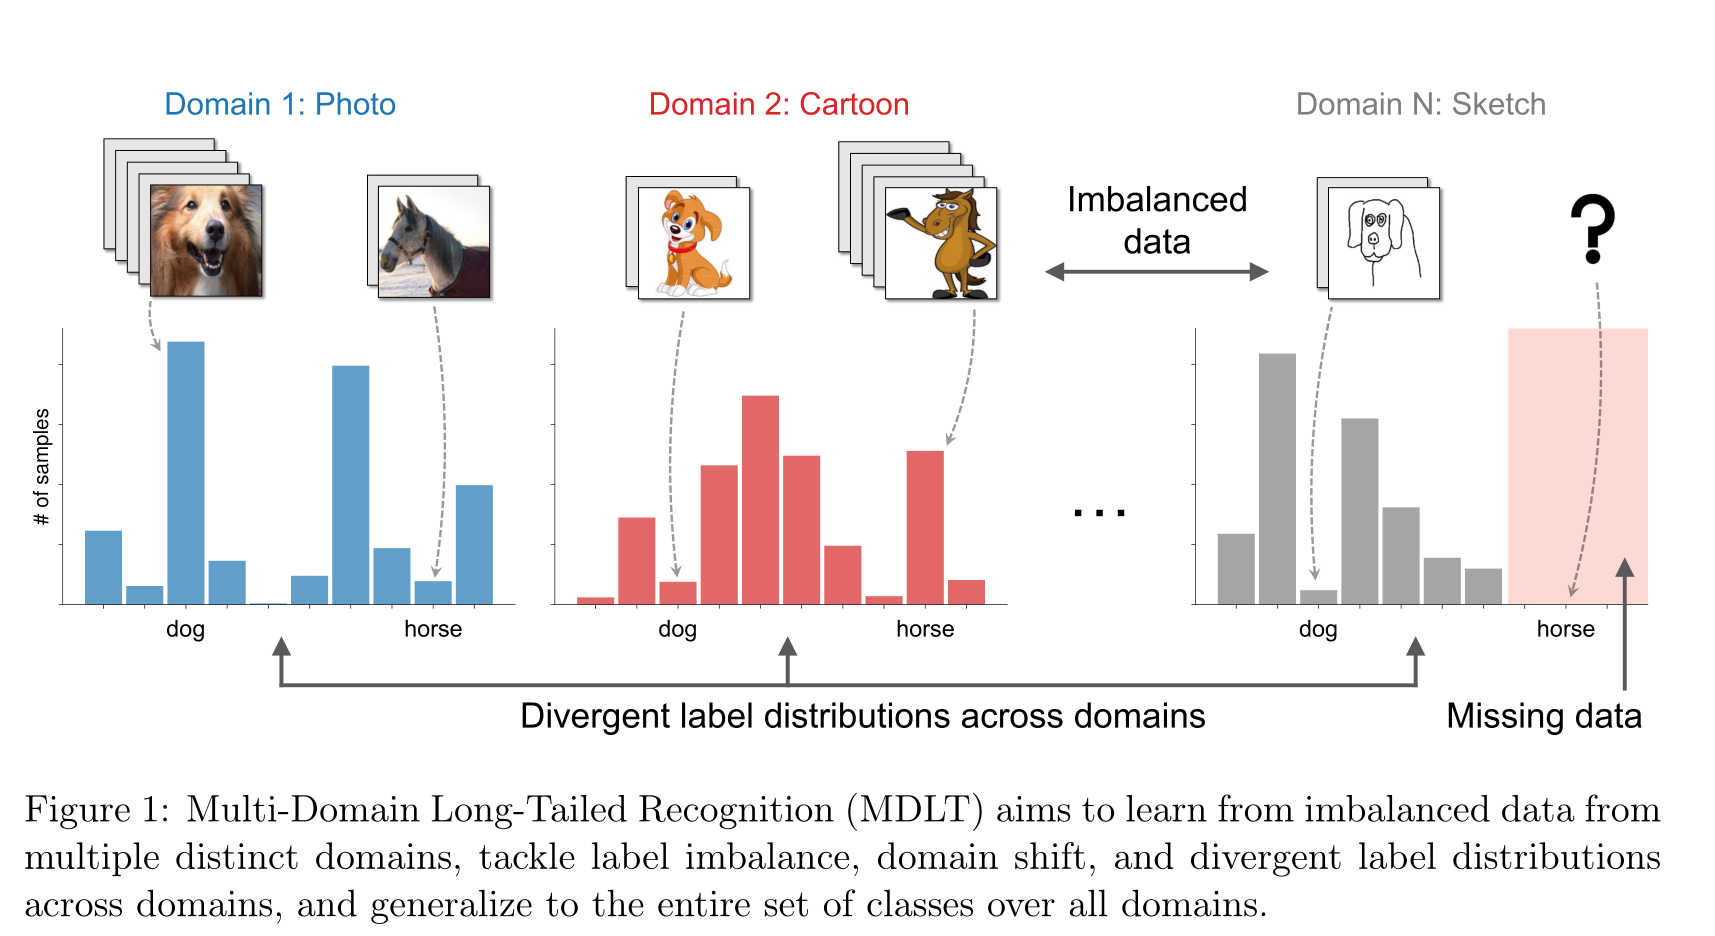 Domain 1: Photo
Domain 2: Cartoon
Domain N: Sketch
Imbalanced
data
?
# of samples
...
dog
horse
dog
horse
dog
horse
Divergent label distributions across domains
Missing data
Figure 1: Multi-Domain Long-Tailed Recognition (MDLT) aims to learn from imbalanced data from
multiple distinct domains, tackle label imbalance, domain shift, and divergent label distributions
across domains, and generalize to the entire set of classes over all domains.